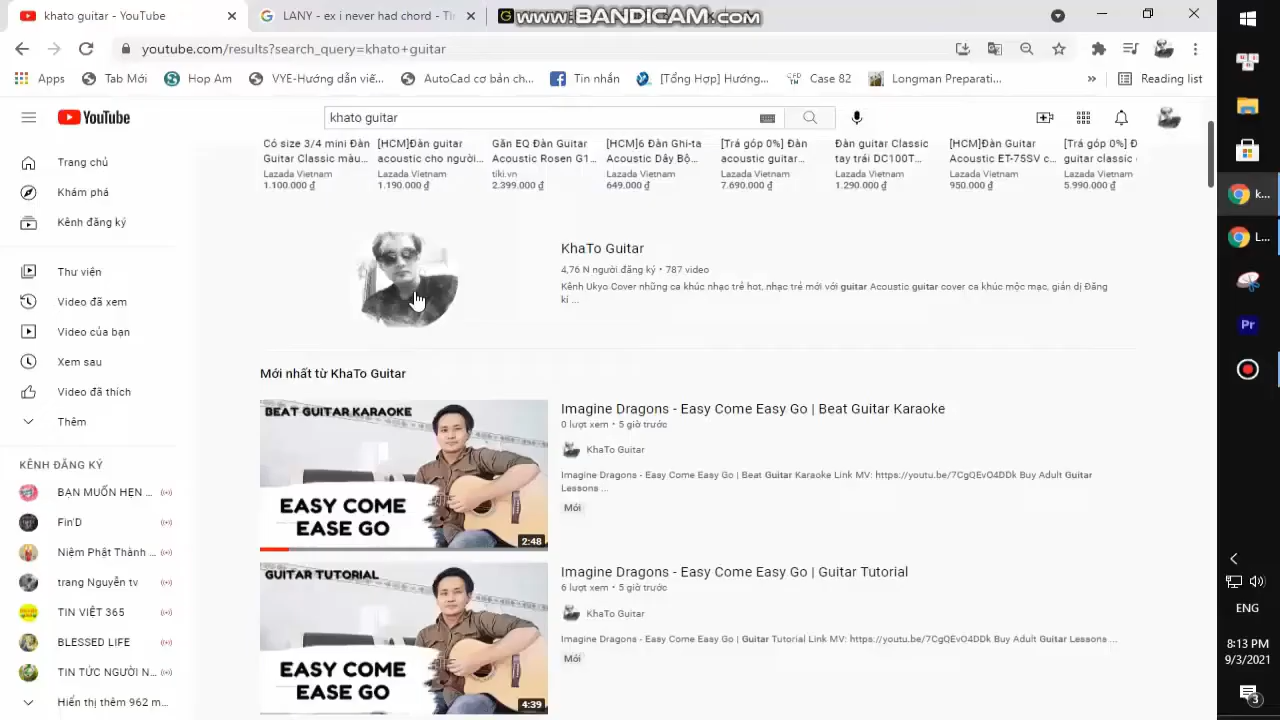 khato guitar - YouTube
LANY - ex i never had chord - Tì
www.BANDICAM.com
youtube.com/results?search_query=khato+guitar
Apps
Tab Mới
Hop Am
VYE-Hướng dẫn viế...
AutoCad cơ bản ch...
Tin nhắn
[Tổng Hợp] Hướng...
Case 82
Longman Preparati...
»
Reading list
YouTube
khato guitar
Có size 3/4 mini Đàn Guitar Classic màu...
Lazada Vietnam
1.100.000 ₫
[HCM]Đàn guitar acoustic cho người...
Lazada Vietnam
1.190.000 ₫
Gắn EQ Đàn Guitar Acoustic Rosen G1...
tiki.vn
2.399.000 ₫
[HCM]6 Dây Đàn Ghi-ta
Lazada Vietnam
649.000 ₫
[Trả góp 0%] Đàn acoustic guitar...
Lazada Vietnam
7.690.000 ₫
Đàn guitar Classic tay trái DC100T...
Lazada Vietnam
1.290.000 ₫
[HCM]Đàn Guitar Acoustic ET-75SV c...
Lazada Vietnam
950.000 ₫
[Trả góp 0%] Đàn guitar classic
Lazada Vietnam
5.990.000 ₫
Trang chủ
Khám phá
Kênh đăng ký
Thư viện
Video đã xem
Video của bạn
Xem sau
Video đã thích
Thêm
KÊNH ĐĂNG KÝ
BẠN MUỐN HẸN ...
Fin'D
Niệm Phật Thành ...
trang Nguyễn tv
TIN VIỆT 365
BLESSED LIFE
TIN TỨC NGƯỜI N...
Hiển thị thêm 962 m...
KhaTo Guitar
4,76 N người đăng ký • 787 video
Kênh Ukyo Cover những ca khúc nhạc trẻ hot, nhạc trẻ mới với guitar Acoustic guitar cover ca khúc mộc mạc, giản dị Đăng
kí ...
Mới nhất từ KhaTo Guitar
BEAT GUITAR KARAOKE
EASY COME
EASE GO
2:48
Imagine Dragons - Easy Come Easy Go | Beat Guitar Karaoke
0 lượt xem • 5 giờ trước
KhaTo Guitar
Imagine Dragons - Easy Come Easy Go | Beat Guitar Karaoke Link MV: https://youtu.be/7CgQEvO4DDk Buy Adult Guitar
Lessons ...
Mới
GUITAR TUTORIAL
EASY COME
EASE GO
4:39
Imagine Dragons - Easy Come Easy Go | Guitar Tutorial
6 lượt xem • 5 giờ trước
KhaTo Guitar
Imagine Dragons - Easy Come Easy Go | Guitar Tutorial Link MV: https://youtu.be/7CgQEvO4DDk Buy Adult Guitar Lessons ...
Mới
k...
L...
Pr
ENG
8:13 PM
9/3/2021
3